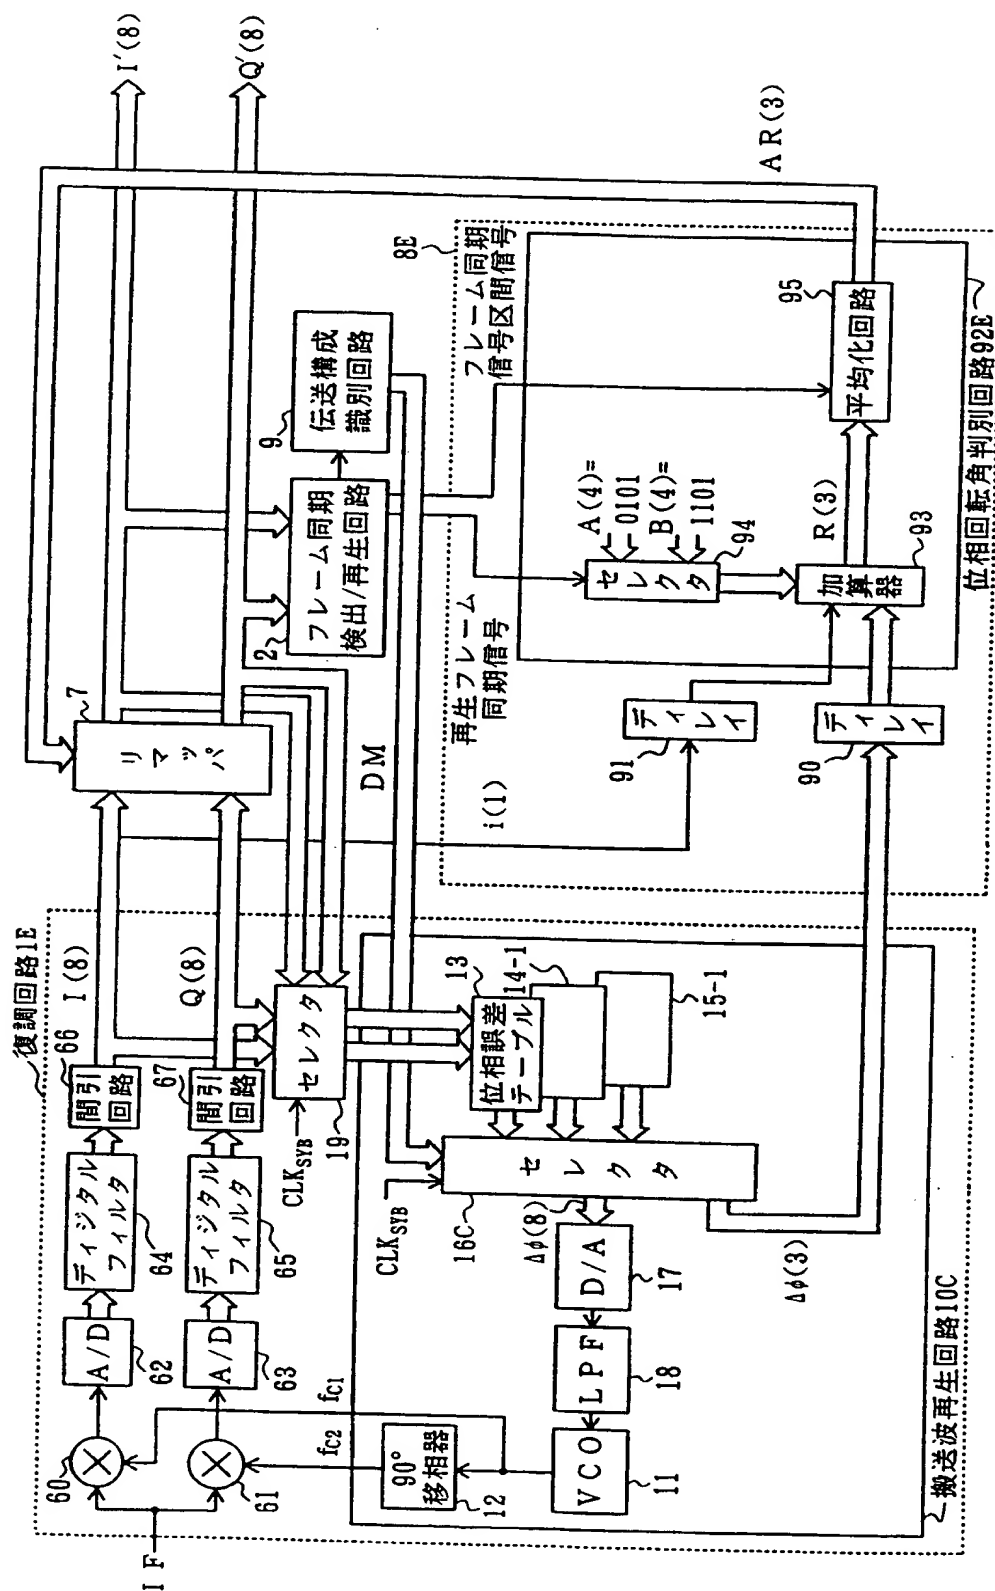 復調回路1E
IF
60
61
A/D
62
A/D
63
ディジタル
フィルタ
64
ディジタル
フィルタ
65
66
間引
回路
67
間引
回路
I(8)
Q(8)
リマッパ
7
I'(8)
Q'(8)
fC1
fC2
CLKSYB
セレクタ
19
フレーム同期
検出/再生回路
2
伝送構成
識別回路
9
DM
90°
移相器
12
VCO
11
LPF
18
D/A
17
CLKSYB
セレクタ
16C
Δφ(8)
Δφ(3)
位相誤差
テーブル
13
14-1
15-1
搬送波再生回路10C
i(1)
再生フレーム
同期信号
フレーム同期
信号区間信号
8E
ディレイ
91
ディレイ
90
A(4)=
0101
B(4)=
1101
セレクタ
94
加算器
93
R(3)
平均化回路
95
AR(3)
位相回転角判別回路92E